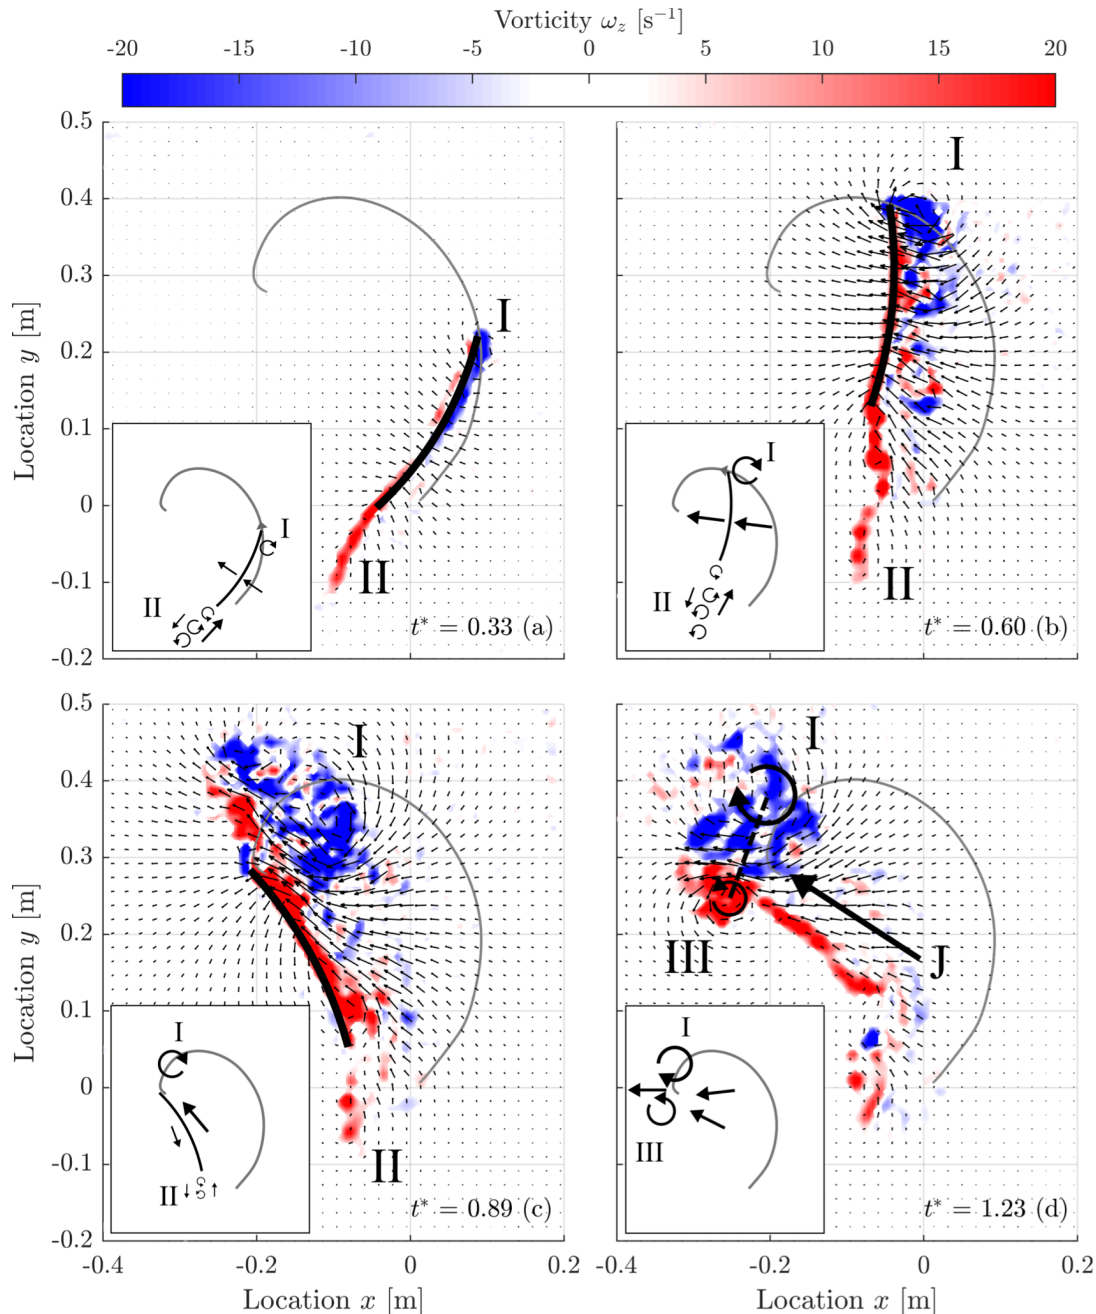 Vorticity ω_z [s⁻¹]
-20 -15 -10 -5 0 5 10 15 20
0.5
0.4
0.3
0.2
0.1
0
-0.1
-0.2
Location y [m]
I
II
I
II
t* = 0.33 (a)
I
II
I
II
t* = 0.60 (b)
0.5
0.4
0.3
0.2
0.1
0
-0.1
-0.2
Location y [m]
I
II
I
II
t* = 0.89 (c)
-0.4 -0.2 0 0.2
Location x [m]
I
III
J
I
III
t* = 1.23 (d)
-0.4 -0.2 0 0.2
Location x [m]